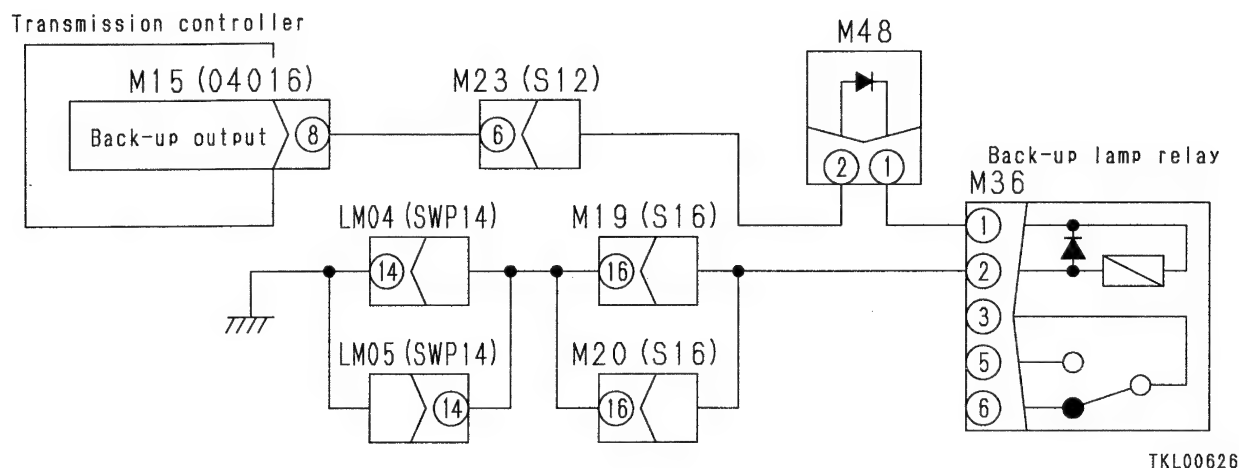 Transmission controller
M15 (04016)
Back-up output
8
M23 (S12)
6
M48
2 1
Back-up lamp relay
M36
1
2
3
5
6
LM04 (SWP14)
14
M19 (S16)
16
LM05 (SWP14)
14
M20 (S16)
16
TKL00626